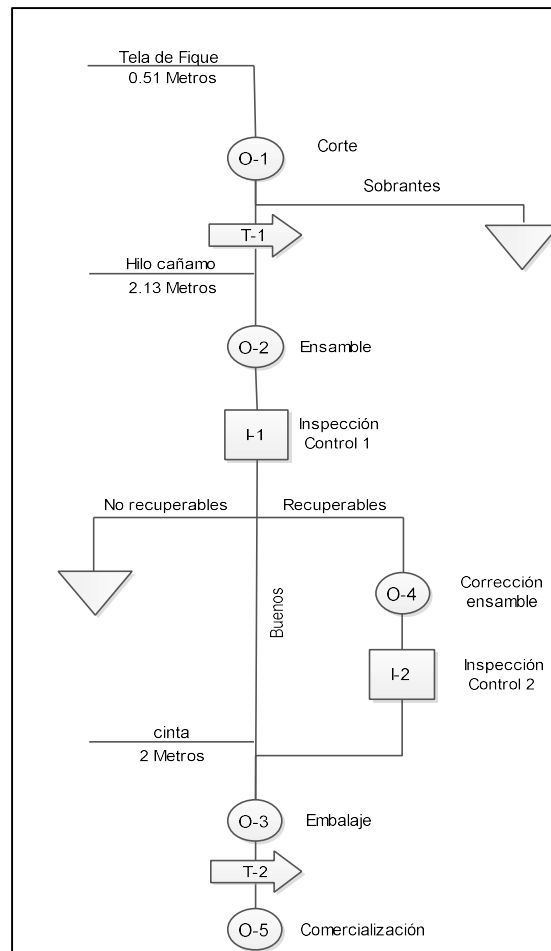 Tela de Fique
0.51 Metros
O-1
Corte
Sobrantes
T-1
Hilo cañamo
2.13 Metros
O-2
Ensamble
I-1
Inspección
Control 1
No recuperables
Recuperables
Buenos
O-4
Corrección
ensamble
I-2
Inspección
Control 2
cinta
2 Metros
O-3
Embalaje
T-2
O-5
Comercialización